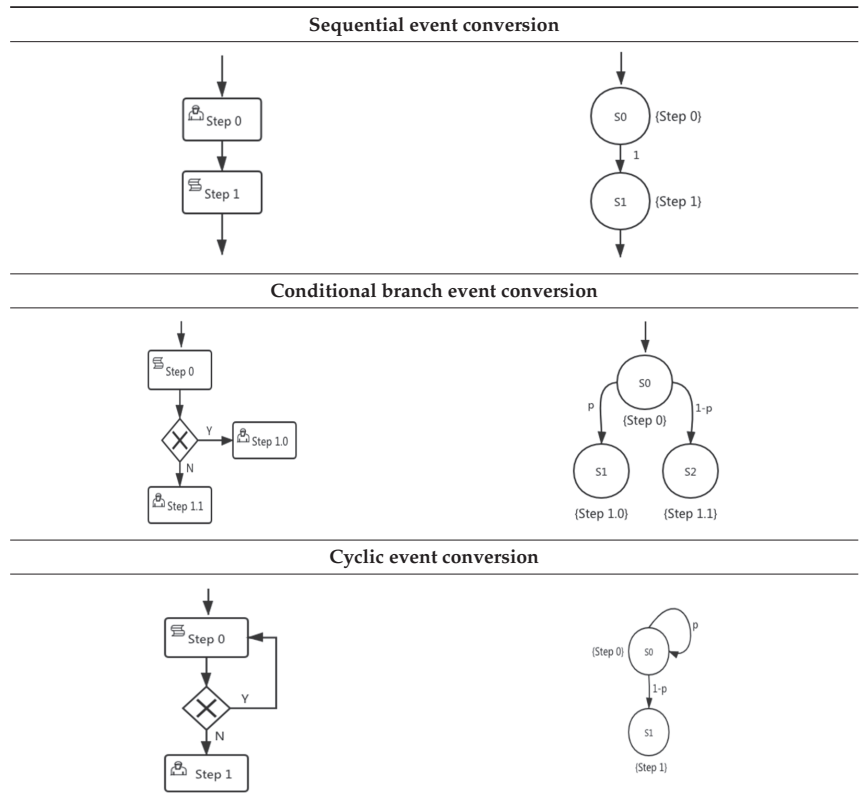 Sequential event conversion
Step 0
Step 1
S0 {Step 0}
1
S1 {Step 1}
Conditional branch event conversion
Step 0
Y
Step 1.0
N
Step 1.1
S0
p
1-p
{Step 0}
S1
S2
{Step 1.0}
{Step 1.1}
Cyclic event conversion
Step 0
Y
N
Step 1
p
{Step 0} S0
1-p
S1
{Step 1}